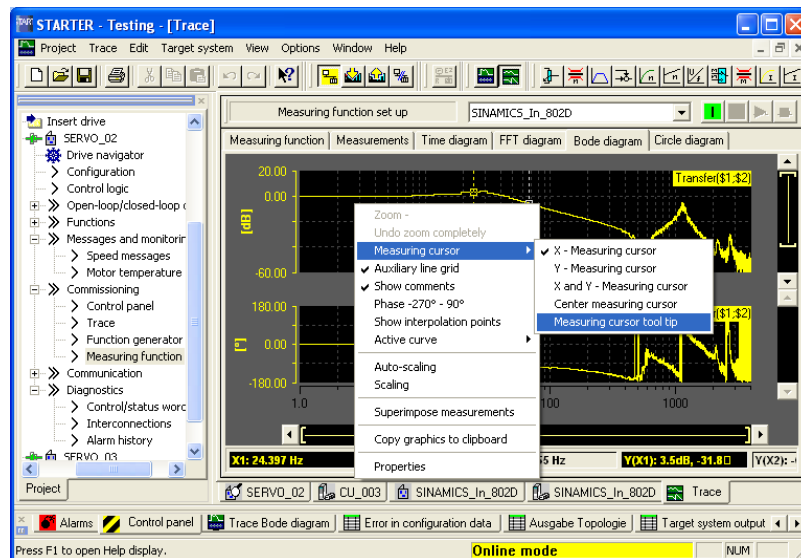 STARTER - Testing - [Trace]
Project Trace Edit Target system View Options Window Help
Insert drive
SERVO_02
Drive navigator
Configuration
Control logic
Open-loop/closed-loop c
Functions
Messages and monitorin
Speed messages
Motor temperature
Commissioning
Control panel
Trace
Function generator
Measuring function
Communication
Diagnostics
Control/status word
Interconnections
Alarm history
SERVO_03
Project
Measuring function set up
SINAMICS_In_802D
Measuring function Measurements Time diagram FFT diagram Bode diagram Circle diagram
20.00
0.00
[dB]
-60.00
180.00
[°]
0.00
-180.00
1.0 100 1000
Transfer($1;$2)
($1;$2)
Zoom -
Undo zoom completely
Measuring cursor
Auxiliary line grid
Show comments
Phase -270° - 90°
Show interpolation points
Active curve
Auto-scaling
Scaling
Superimpose measurements
Copy graphics to clipboard
Properties
X - Measuring cursor
Y - Measuring cursor
X and Y - Measuring cursor
Center measuring cursor
Measuring cursor tool tip
X1: 24.397 Hz
Hz
Y(X1): 3.5dB, -31.8
Y(X2):
SERVO_02 CU_003 SINAMICS_In_802D SINAMICS_In_802D Trace
Alarms Control panel Trace Bode diagram Error in configuration data Ausgabe Topologie Target system output
Press F1 to open Help display.
Online mode
NUM